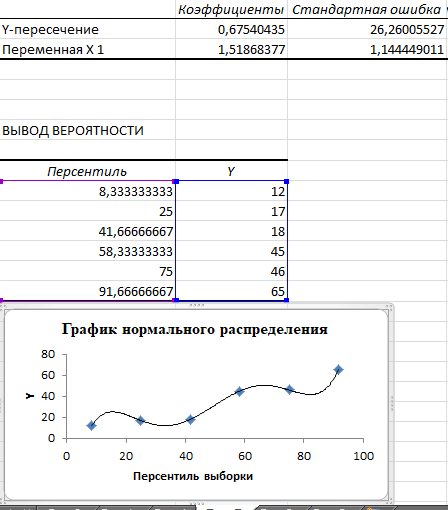 Коэффициенты Стандартная ошибка
Y-пересечение 0,67540435 26,26005527
Переменная X 1 1,51868377 1,144449011
ВЫВОД ВЕРОЯТНОСТИ
Персентиль Y
8,333333333 12
25 17
41,66666667 18
58,33333333 45
75 46
91,66666667 65
График нормального распределения
80
60
40
20
0
Y
0 20 40 60 80 100
Персентиль выборки